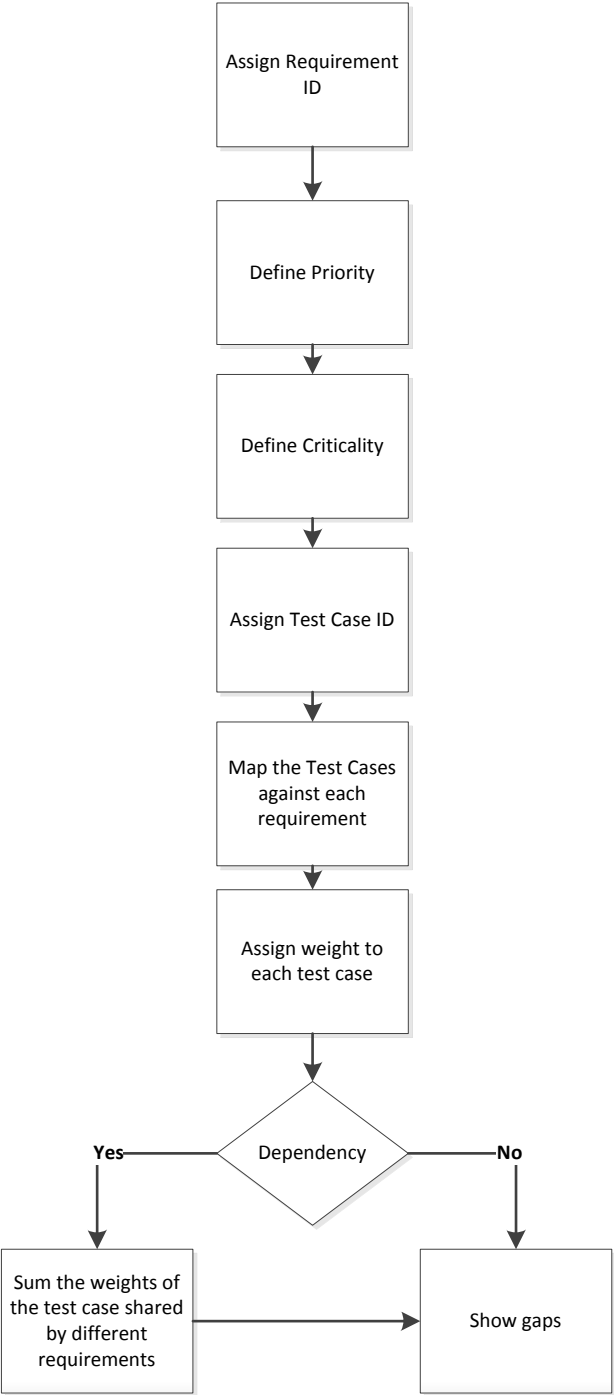 Assign Requirement
ID
Define Priority
Define Criticality
Assign Test Case ID
Map the Test Cases
against each
requirement
Assign weight to
each test case
Dependency
Yes
No
Sum the weights of
the test case shared
by different
requirements
Show gaps